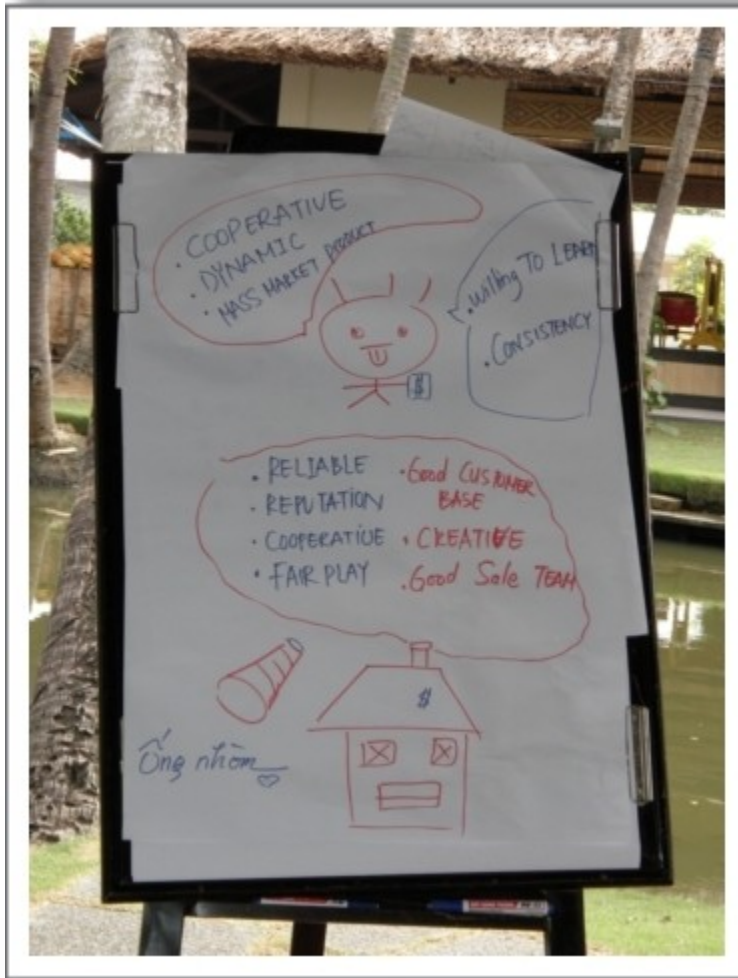 • COOPERATIVE
• DYNAMIC
• MASS MARKET PRODUCT
• Willing TO LEARN
• CONSISTENCY
$
• RELIABLE
• REPUTATION
• COOPERATIVE
• FAIR PLAY
• Good CUSTOMER
BASE
• CREATIVE
• Good Sale TEAM
$
Ống nhòm